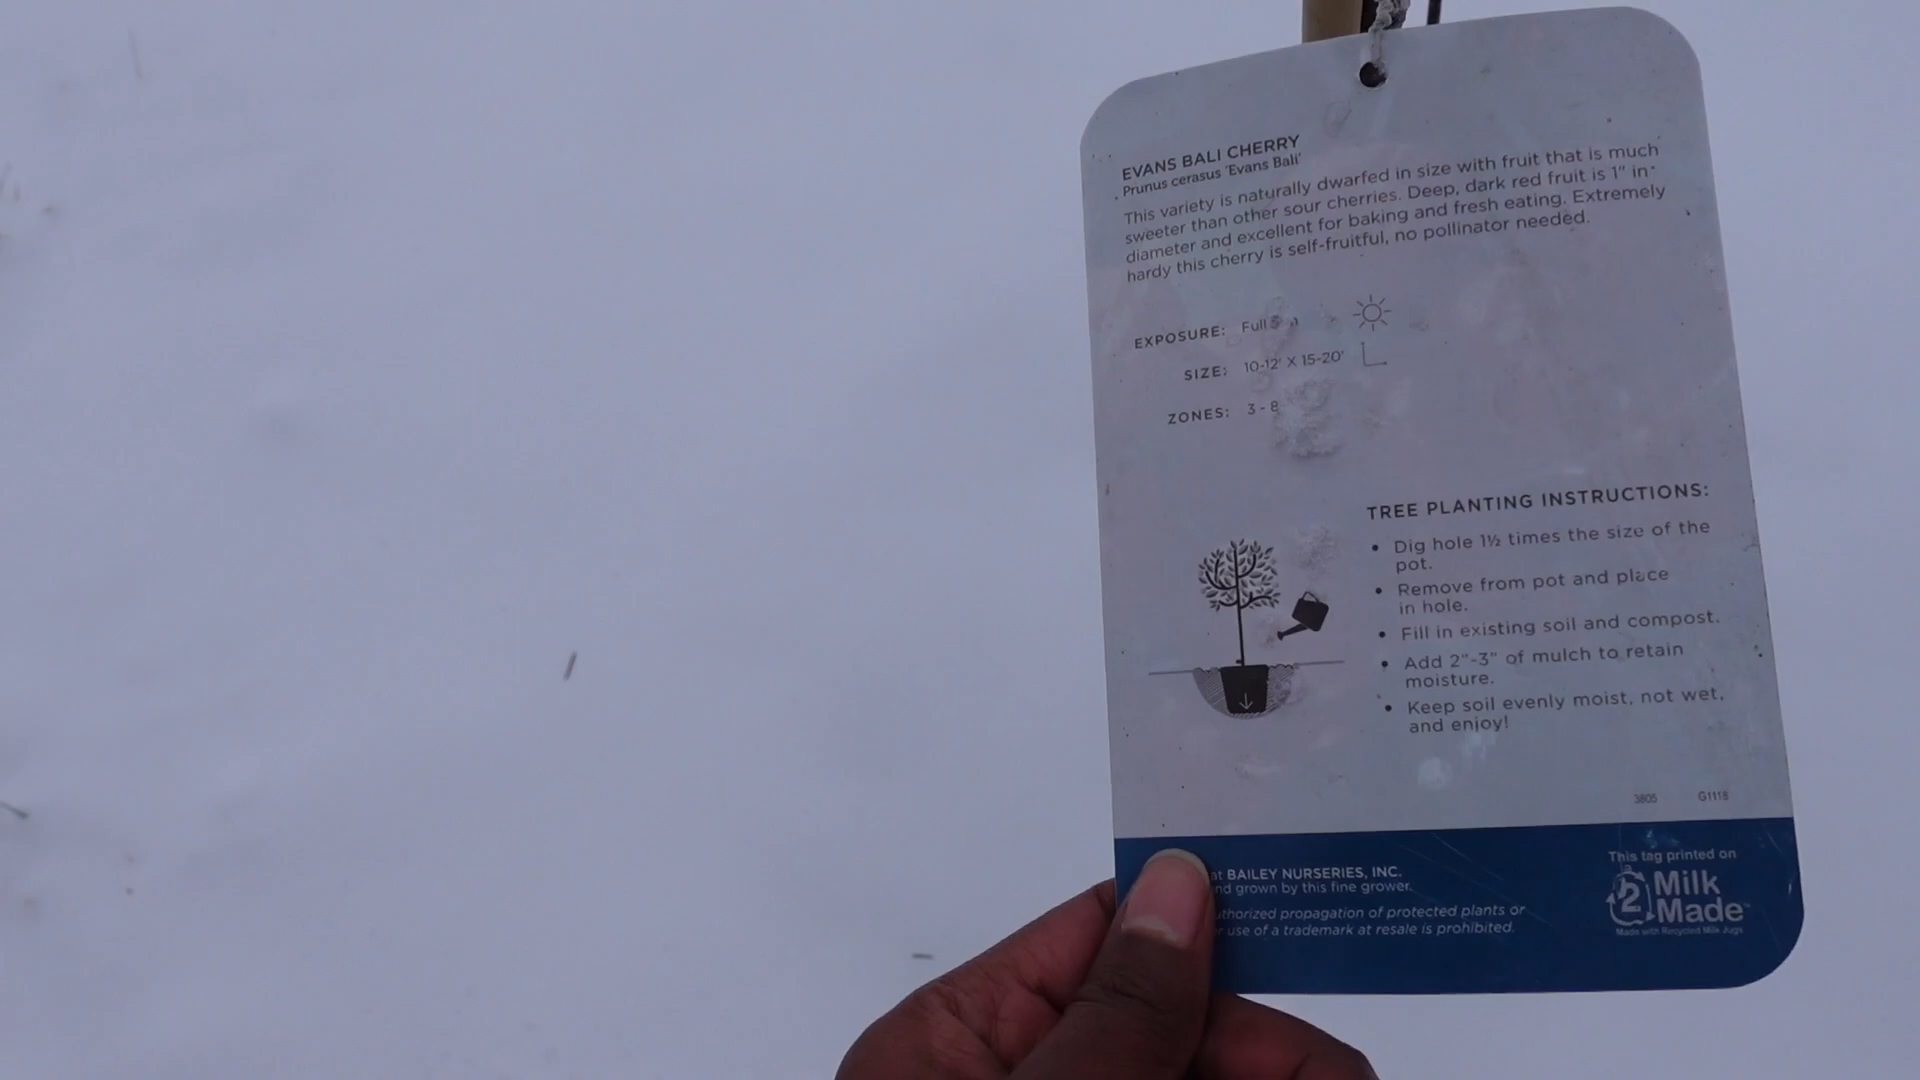 EVANS BALI CHERRY
Prunus cerasus 'Evans Bali'
This variety is naturally dwarfed in size with fruit that is much
sweeter than other sour cherries. Deep, dark red fruit is 1" in
diameter and excellent for baking and fresh eating. Extremely
hardy this cherry is self-fruitful, no pollinator needed.
EXPOSURE: Full
SIZE: 10-12' X 15-20'
ZONES: 3 - 8
TREE PLANTING INSTRUCTIONS:
• Dig hole 1½ times the size of the
pot.
• Remove from pot and place
in hole.
• Fill in existing soil and compost.
• Add 2"-3" of mulch to retain
moisture.
• Keep soil evenly moist, not wet,
and enjoy!
3805 G1118
at BAILEY NURSERIES, INC.
grown by this fine grower.
propagation of protected plants or
use of a trademark at resale is prohibited.
This tag printed on
2 Milk
Made™
Made with Recycled Milk Jugs